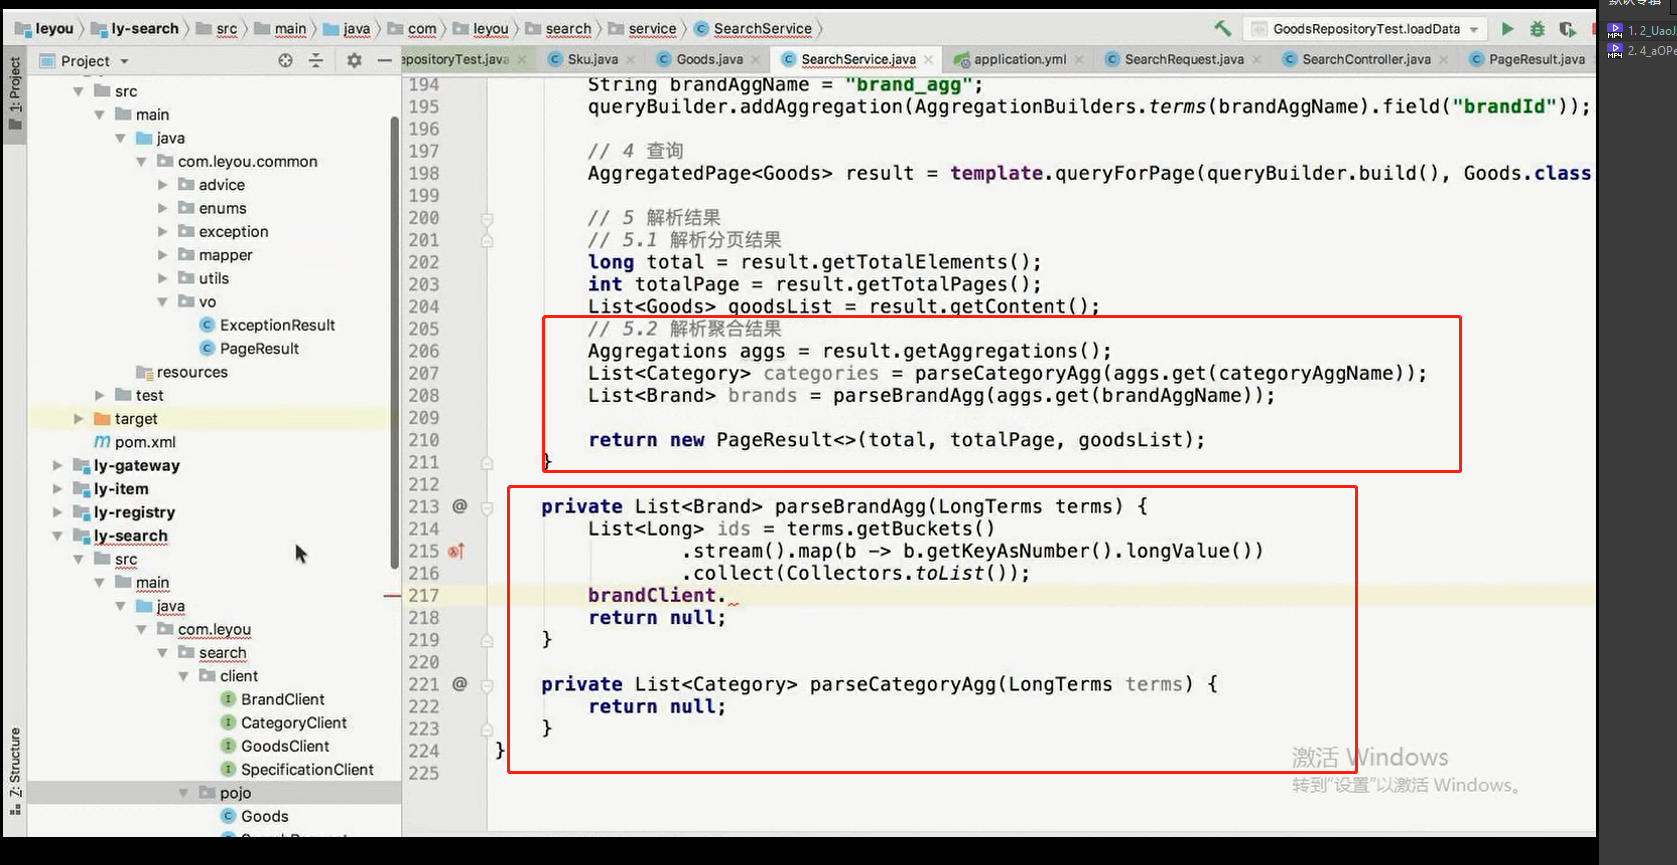 leyou
ly-search
src
main
java
com
leyou
search
service
SearchService
GoodsRepositoryTest.loadData
1. 2_UaoJ
2. 4_aOPe
Project
epositoryTest.java
Sku.java
Goods.java
SearchService.java
application.yml
SearchRequest.java
SearchController.java
PageResult.java
1: Project
Z: Structure
src
main
java
com.leyou.common
advice
enums
exception
mapper
utils
vo
ExceptionResult
PageResult
resources
test
target
pom.xml
ly-gateway
ly-item
ly-registry
ly-search
src
main
java
com.leyou
search
client
BrandClient
CategoryClient
GoodsClient
SpecificationClient
pojo
Goods
194 String brandAggName = "brand_agg";
195 queryBuilder.addAggregation(AggregationBuilders.terms(brandAggName).field("brandId"));
196
197 // 4 查询
198 AggregatedPage<Goods> result = template.queryForPage(queryBuilder.build(), Goods.class
199
200 // 5 解析结果
201 // 5.1 解析分页结果
202 long total = result.getTotalElements();
203 int totalPage = result.getTotalPages();
204 List<Goods> goodsList = result.getContent();
205 // 5.2 解析聚合结果
206 Aggregations aggs = result.getAggregations();
207 List<Category> categories = parseCategoryAgg(aggs.get(categoryAggName));
208 List<Brand> brands = parseBrandAgg(aggs.get(brandAggName));
209
210 return new PageResult<>(total, totalPage, goodsList);
211 }
212
213 @ private List<Brand> parseBrandAgg(LongTerms terms) {
214 List<Long> ids = terms.getBuckets()
215 .stream().map(b -> b.getKeyAsNumber().longValue())
216 .collect(Collectors.toList());
217 brandClient.
218 return null;
219 }
220
221 @ private List<Category> parseCategoryAgg(LongTerms terms) {
222 return null;
223 }
224 }
225
激活 Windows
转到“设置”以激活 Windows。